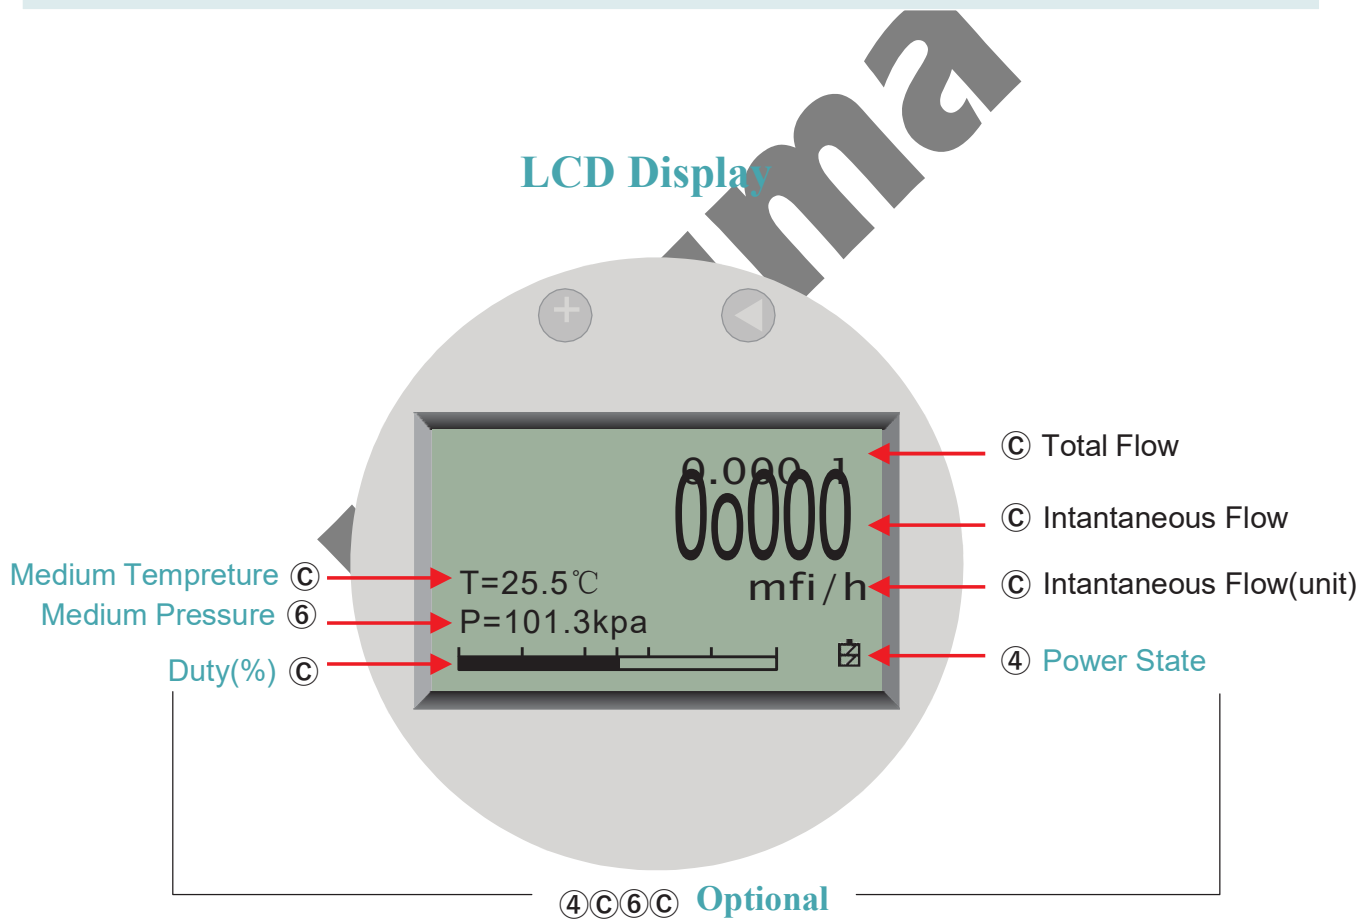 LCD Display
Ⓒ Total Flow
0.000 1
Ⓒ Intantaneous Flow
0o000
Medium Tempreture Ⓒ
T=25.5℃
mfi/h
Ⓒ Intantaneous Flow(unit)
Medium Pressure ⑥
P=101.3kpa
Duty(%) Ⓒ
④ Power State
④Ⓒ⑥Ⓒ Optional